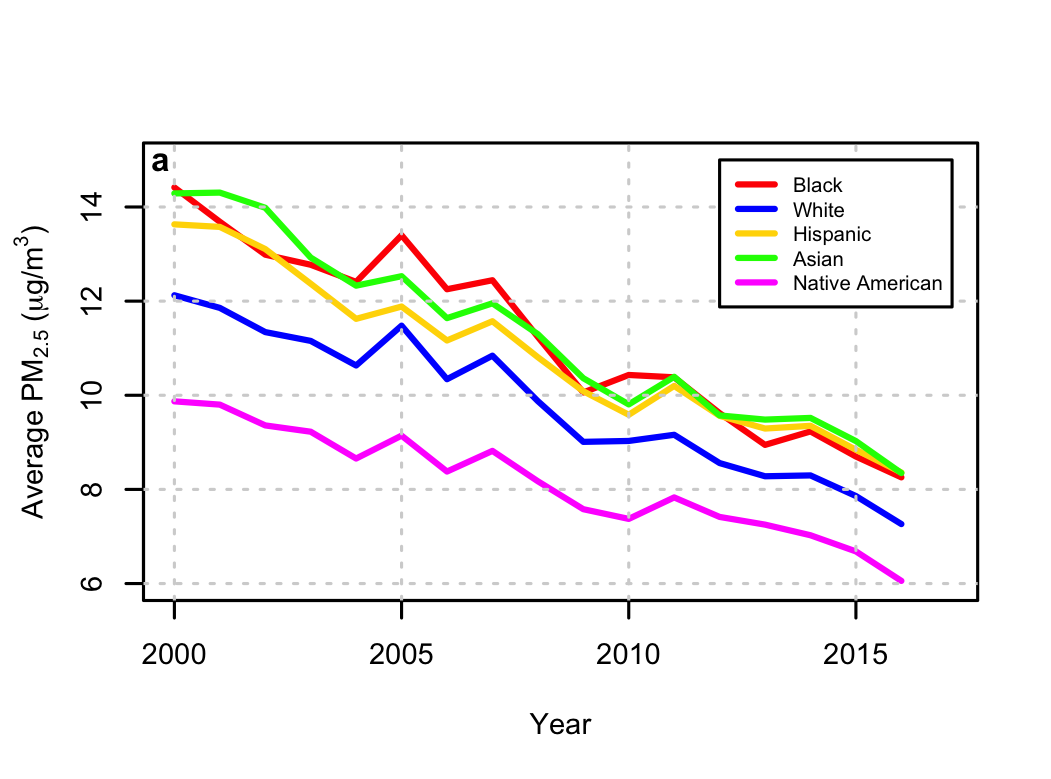 a
Black
White
Hispanic
Asian
Native American
Average PM2.5 (μg/m3)
14
12
10
8
6
2000 2005 2010 2015
Year